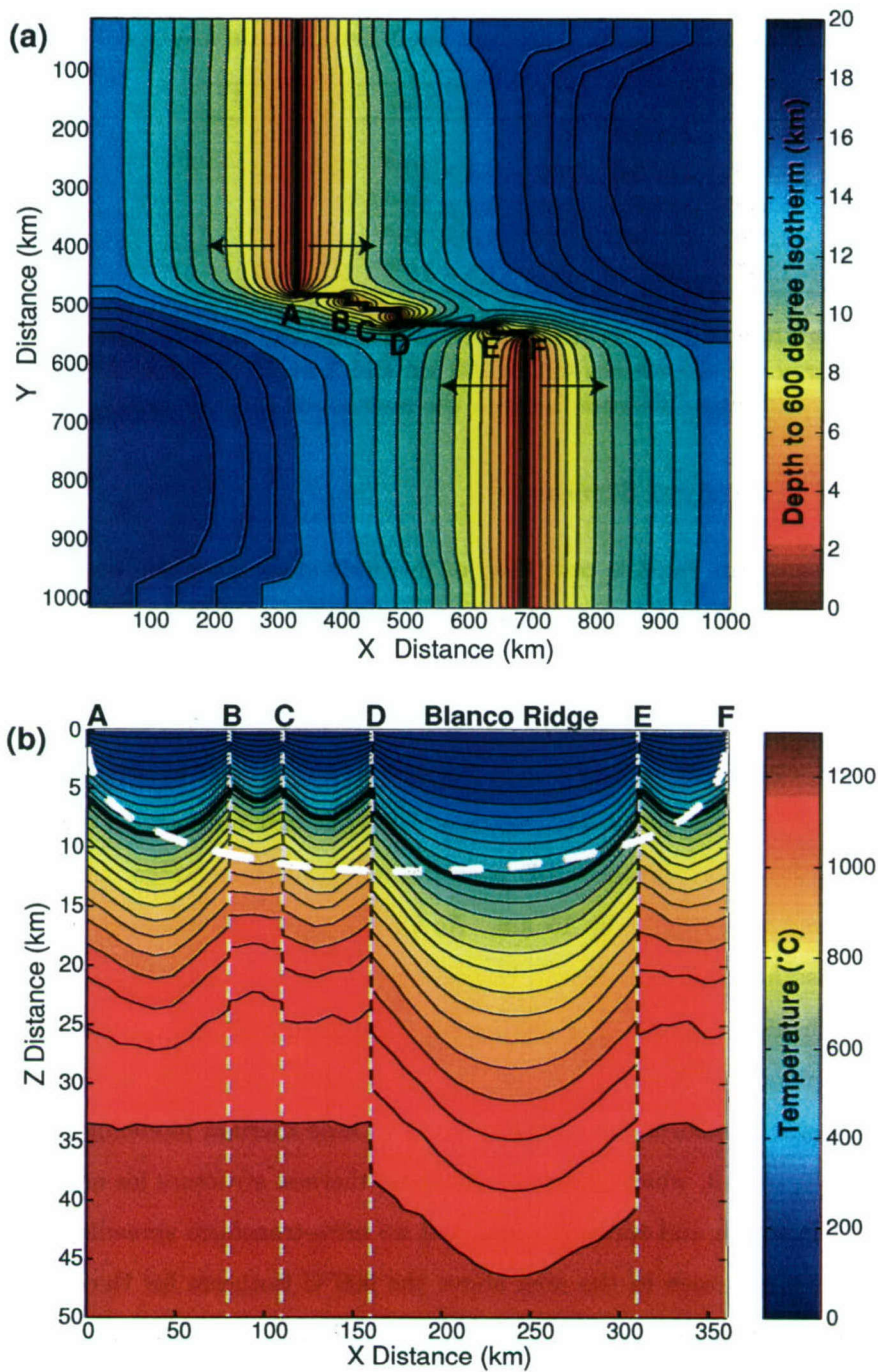 (a)
100
200
300
400
500
600
700
800
900
1000
Y Distance (km)
A
B
C
D
E
F
100 200 300 400 500 600 700 800 900 1000
X Distance (km)
20
18
16
14
12
10
8
6
4
2
0
Depth to 600 degree Isotherm (km)
(b)
A B C D Blanco Ridge E F
0
5
10
15
20
25
30
35
40
45
50
Z Distance (km)
0 50 100 150 200 250 300 350
X Distance (km)
1200
1000
800
600
400
200
0
Temperature (°C)